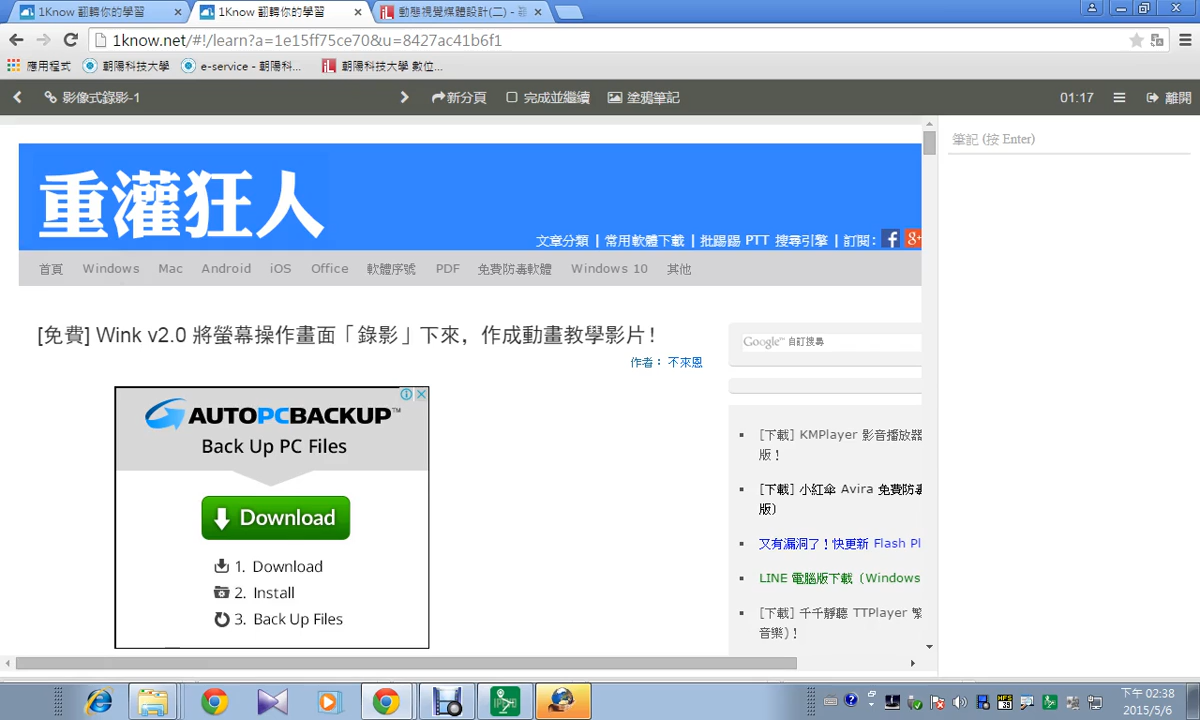 1Know 翻轉你的學習
1Know 翻轉你的學習
動態視覺媒體設計(二) -
1know.net/#!/learn?a=1e15ff75ce70&u=8427ac41b6f1
應用程式
朝陽科技大學
e-service - 朝陽科...
朝陽科技大學 數位...
影像式錄影-1
新分頁
完成並繼續
塗鴉筆記
01:17
離開
筆記 (按 Enter)
重灌狂人
文章分類 | 常用軟體下載 | 批踢踢 PTT 搜尋引擎 | 訂閱：
首頁 Windows Mac Android iOS Office 軟體序號 PDF 免費防毒軟體 Windows 10 其他
[免費] Wink v2.0 將螢幕操作畫面「錄影」下來，作成動畫教學影片！
作者： 不來恩
Google™ 自訂搜尋
AUTOPCBACKUP™
Back Up PC Files
Download
1. Download
2. Install
3. Back Up Files
[下載] KMPlayer 影音播放器
版！
[下載] 小紅傘 Avira 免費防毒
版）
又有漏洞了！快更新 Flash Pl
LINE 電腦版下載（Windows
[下載] 千千靜聽 TTPlayer 繁
音樂)！
下午 02:38
2015/5/6